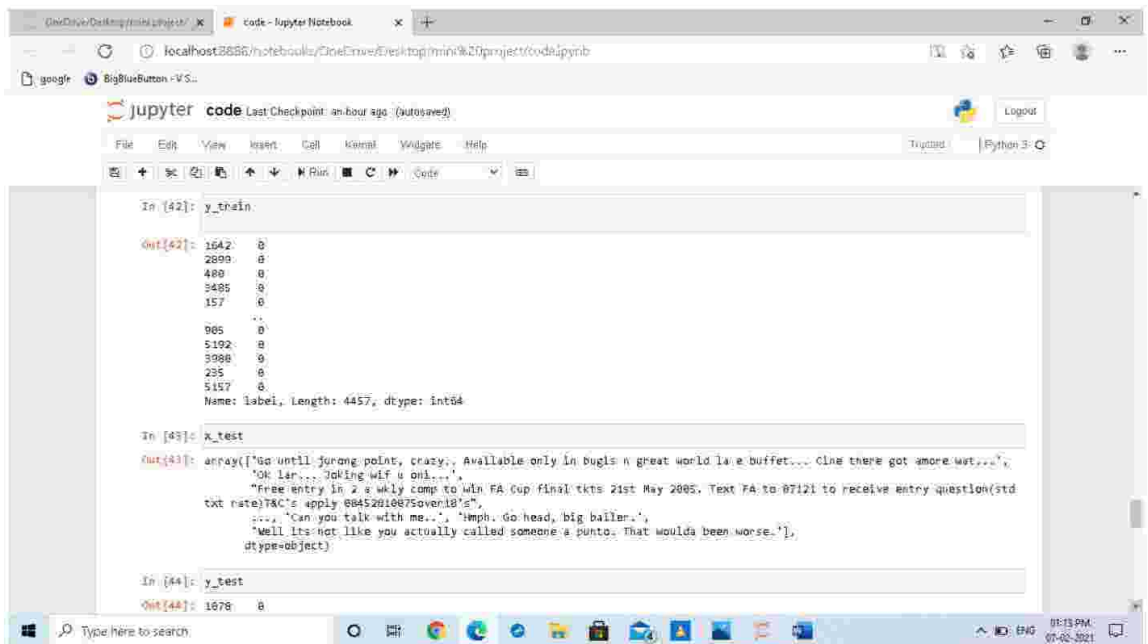 OneDrive/Desktop/mini project/
code - Jupyter Notebook
localhost:8888/notebooks/OneDrive/Desktop/mini%20project/code.ipynb
google
BigBlueButton - V S...
jupyter code Last Checkpoint: an hour ago (autosaved)
Logout
File Edit View Insert Cell Kernel Widgets Help
Trusted
Python 3
Run
Code
In [42]: y_train
Out[42]: 1642 0
2899 0
480 0
3485 0
157 0
..
905 0
5192 0
3980 0
235 0
5157 0
Name: label, Length: 4457, dtype: int64
In [43]: x_test
Out[43]: array(['Go until jurong point, crazy.. Available only in bugis n great world la e buffet... Cine there got amore wat...',
'Ok lar... Joking wif u oni...',
"Free entry in 2 a wkly comp to win FA Cup final tkts 21st May 2005. Text FA to 87121 to receive entry question(std
txt rate)T&C's apply 08452810075over18's",
..., 'Can you talk with me..', 'Hmph. Go head, big baller.',
'Well its not like you actually called someone a punto. That woulda been worse.'],
dtype=object)
In [44]: y_test
Out[44]: 1078 0
Type here to search
ENG
01:13 PM
07-02-2021